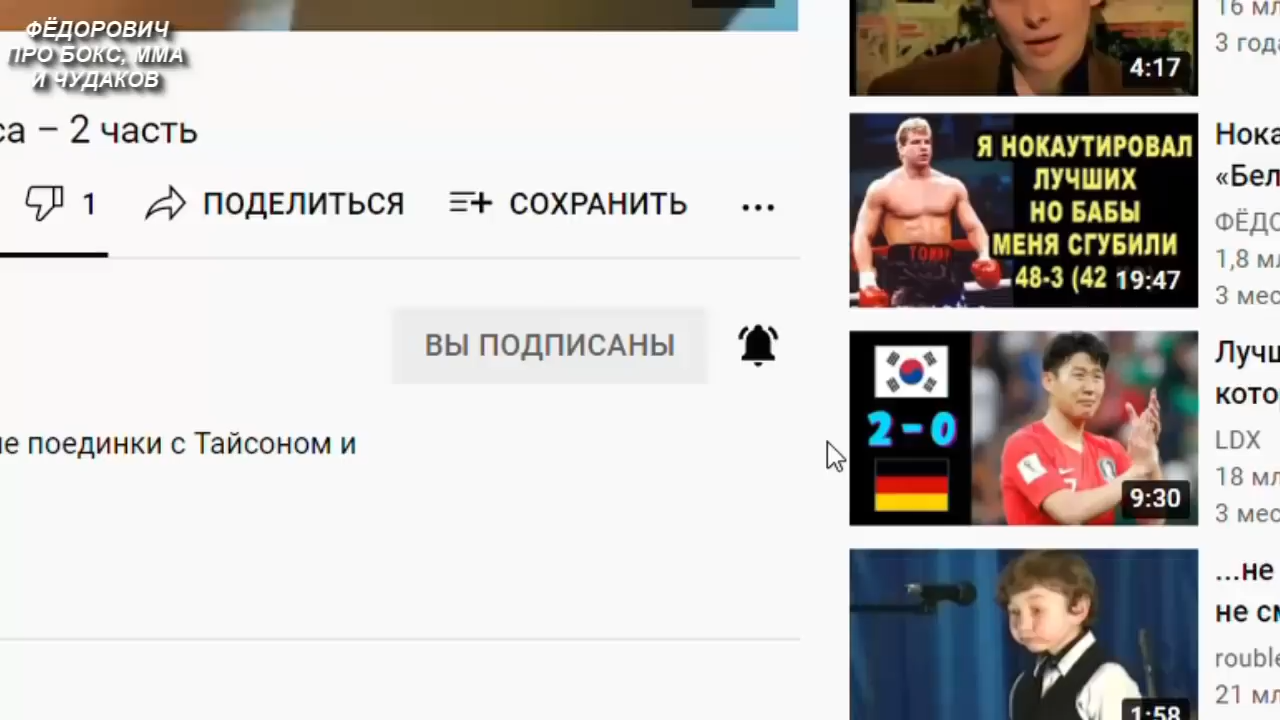 ФЁДОРОВИЧ
ПРО БОКС, ММА
И ЧУДАКОВ
са – 2 часть
1
ПОДЕЛИТЬСЯ
СОХРАНИТЬ
ВЫ ПОДПИСАНЫ
ые поединки с Тайсоном и
16 мл
3 года
4:17
Я НОКАУТИРОВАЛ
ЛУЧШИХ
НО БАБЫ
МЕНЯ СГУБИЛИ
48-3 (42
19:47
Нока
«Бел
ФЁДО
1,8 мл
3 мес
2 - 0
9:30
Лучш
кото
LDX
18 мл
3 мес
1:58
...не
не см
rouble
21 мл